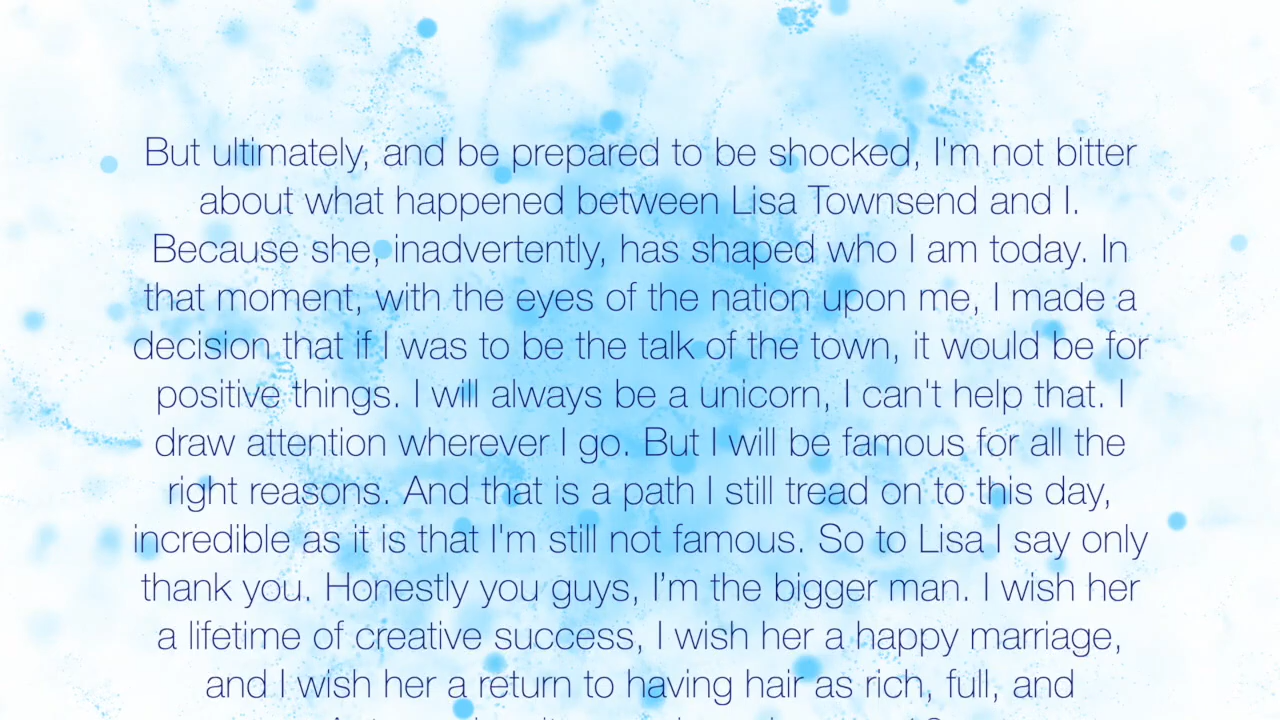 But ultimately, and be prepared to be shocked, I'm not bitter
about what happened between Lisa Townsend and I.
Because she, inadvertently, has shaped who I am today. In
that moment, with the eyes of the nation upon me, I made a
decision that if I was to be the talk of the town, it would be for
positive things. I will always be a unicorn, I can't help that. I
draw attention wherever I go. But I will be famous for all the
right reasons. And that is a path I still tread on to this day,
incredible as it is that I'm still not famous. So to Lisa I say only
thank you. Honestly you guys, I’m the bigger man. I wish her
a lifetime of creative success, I wish her a happy marriage,
and I wish her a return to having hair as rich, full, and